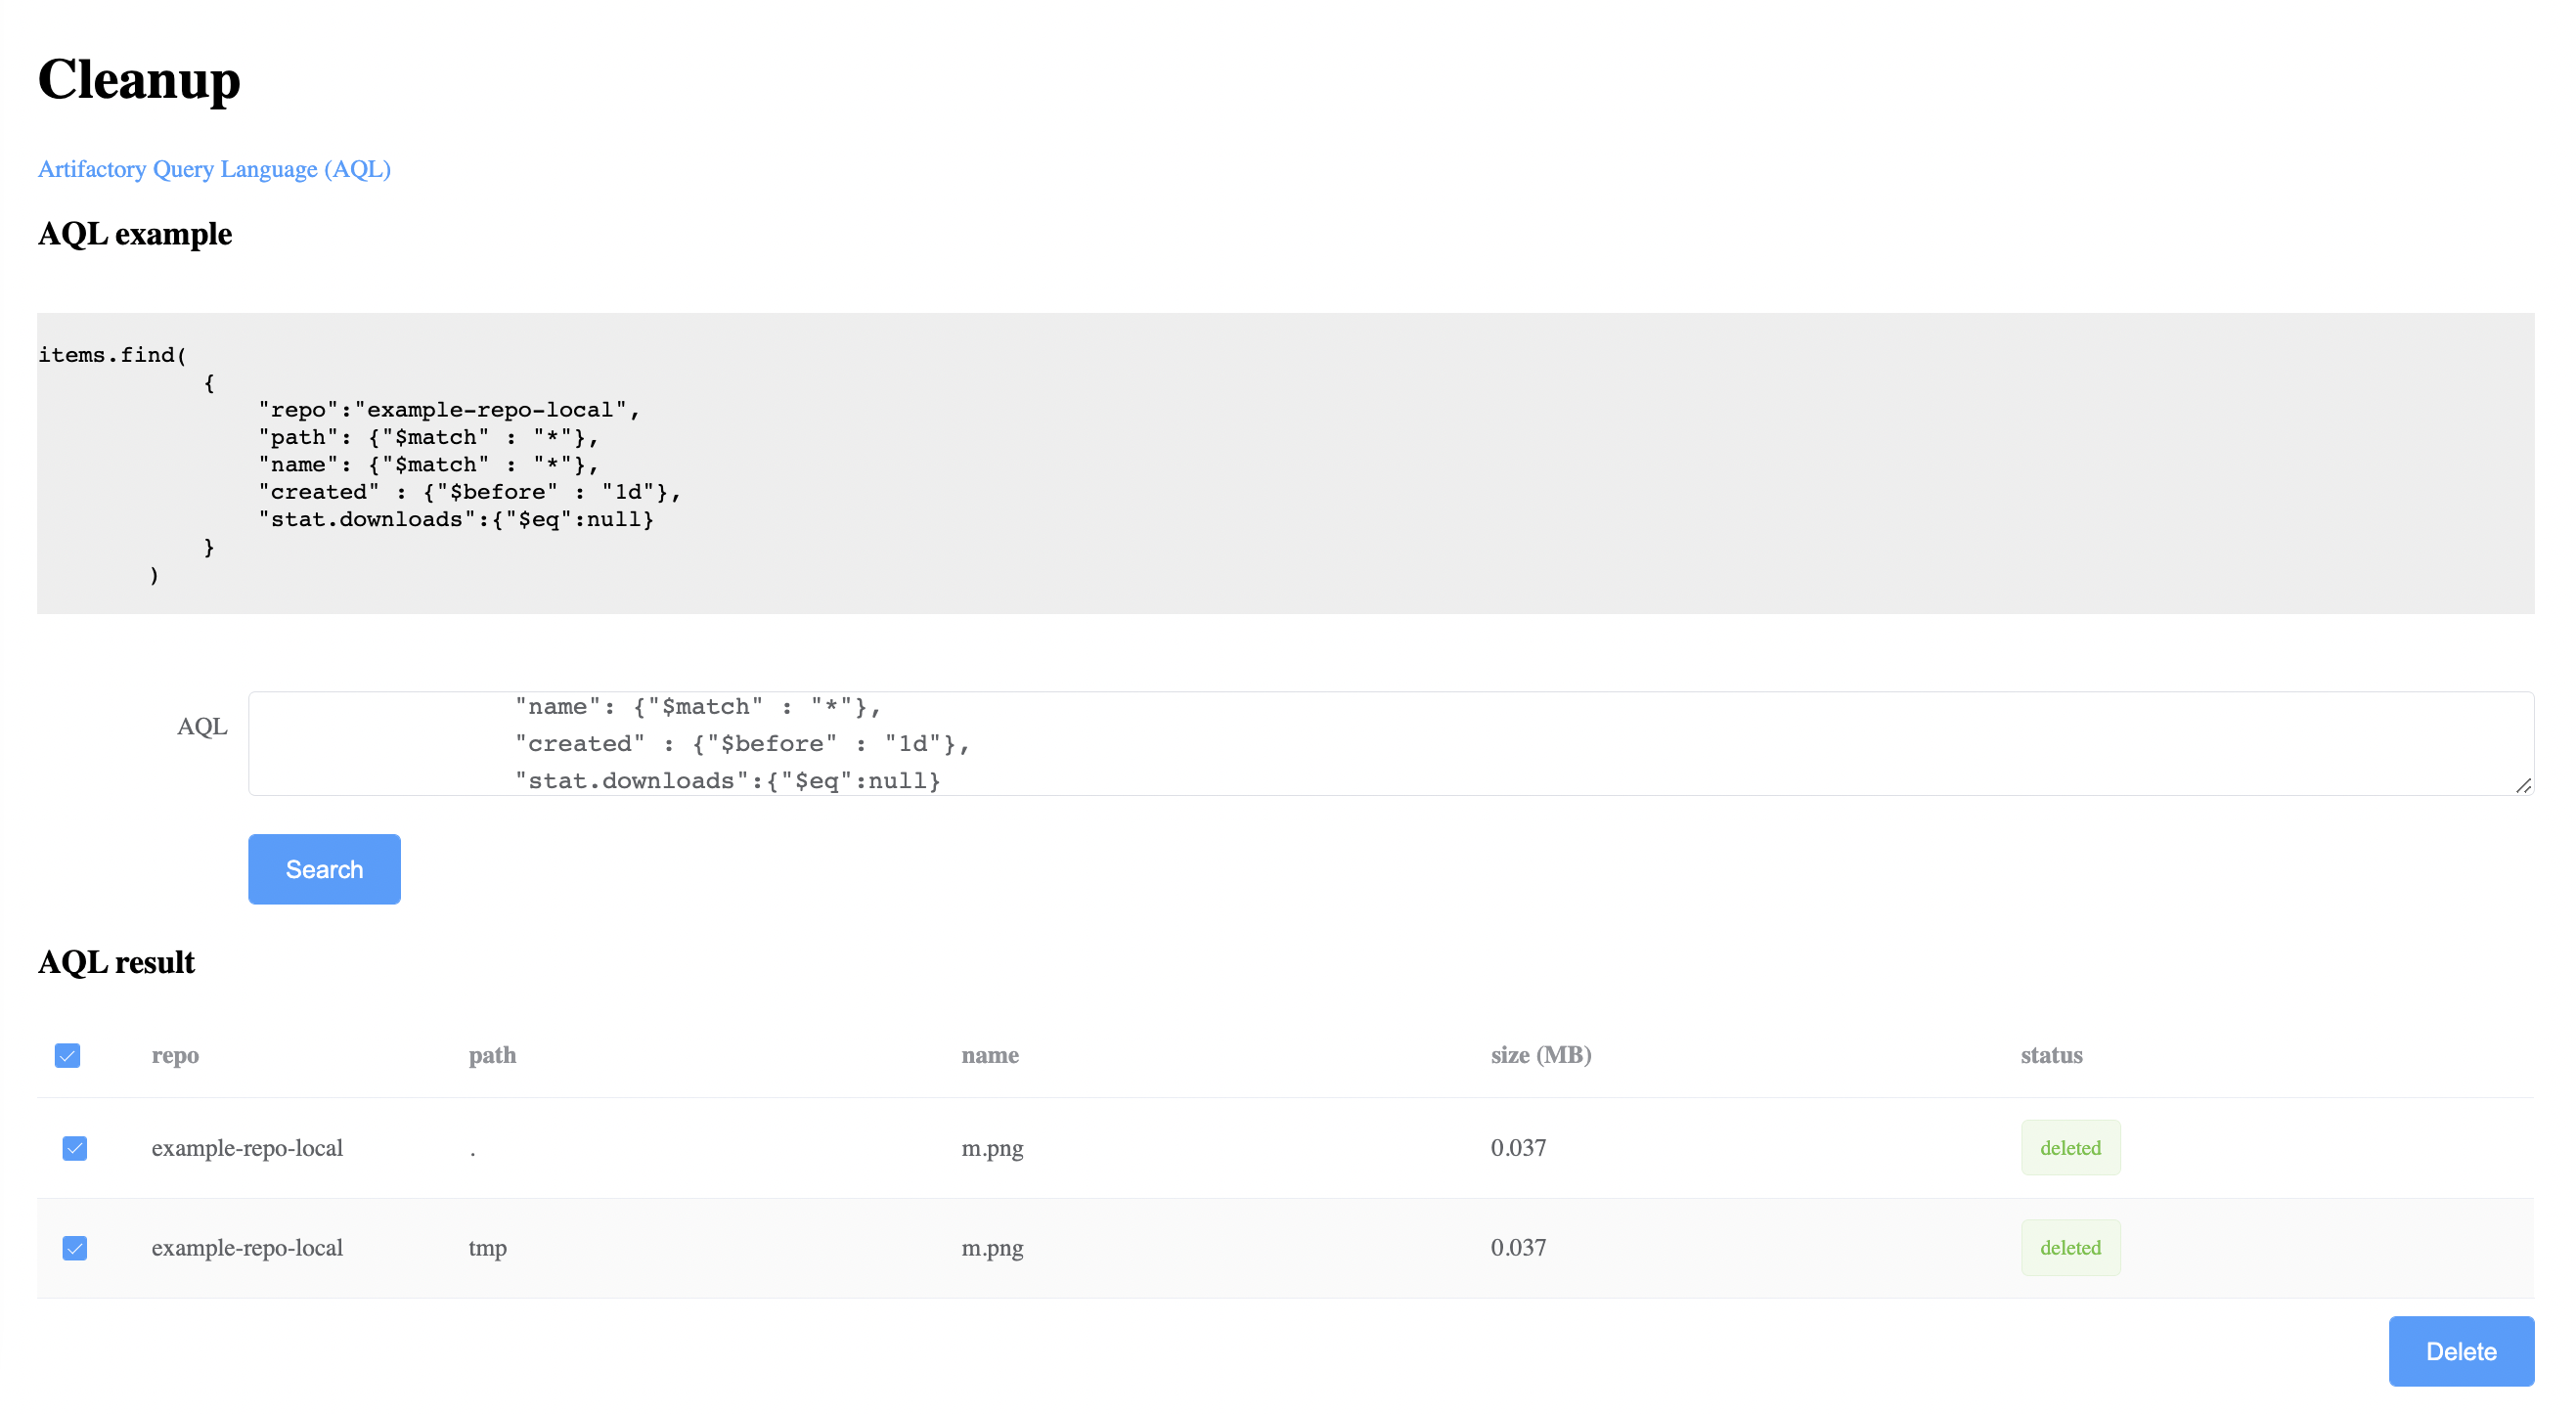 Cleanup
Artifactory Query Language (AQL)
AQL example
items.find(
{
"repo":"example-repo-local",
"path": {"$match" : "*"},
"name": {"$match" : "*"},
"created" : {"$before" : "1d"},
"stat.downloads":{"$eq":null}
}
)
AQL
"name": {"$match" : "*"},
"created" : {"$before" : "1d"},
"stat.downloads":{"$eq":null}
Search
AQL result
repo path name size (MB) status
example-repo-local . m.png 0.037 deleted
example-repo-local tmp m.png 0.037 deleted
Delete